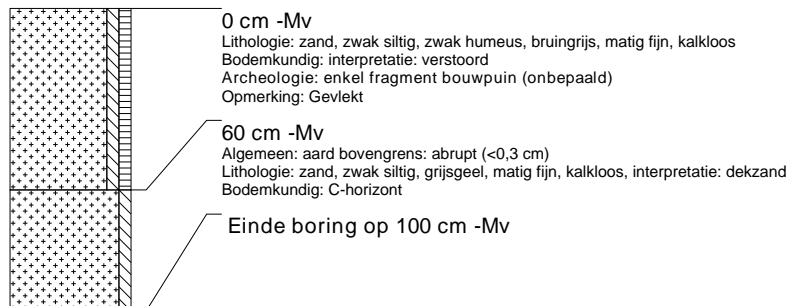 0 cm -Mv
Lithologie: zand, zwak siltig, zwak humeus, bruingrijs, matig fijn, kalkloos
Bodemkundig: interpretatie: verstoord
Archeologie: enkel fragment bouwpuin (onbepaald)
Opmerking: Gevlekt
60 cm -Mv
Algemeen: aard bovengrens: abrupt (<0,3 cm)
Lithologie: zand, zwak siltig, grijsgeel, matig fijn, kalkloos, interpretatie: dekzand
Bodemkundig: C-horizont
Einde boring op 100 cm -Mv